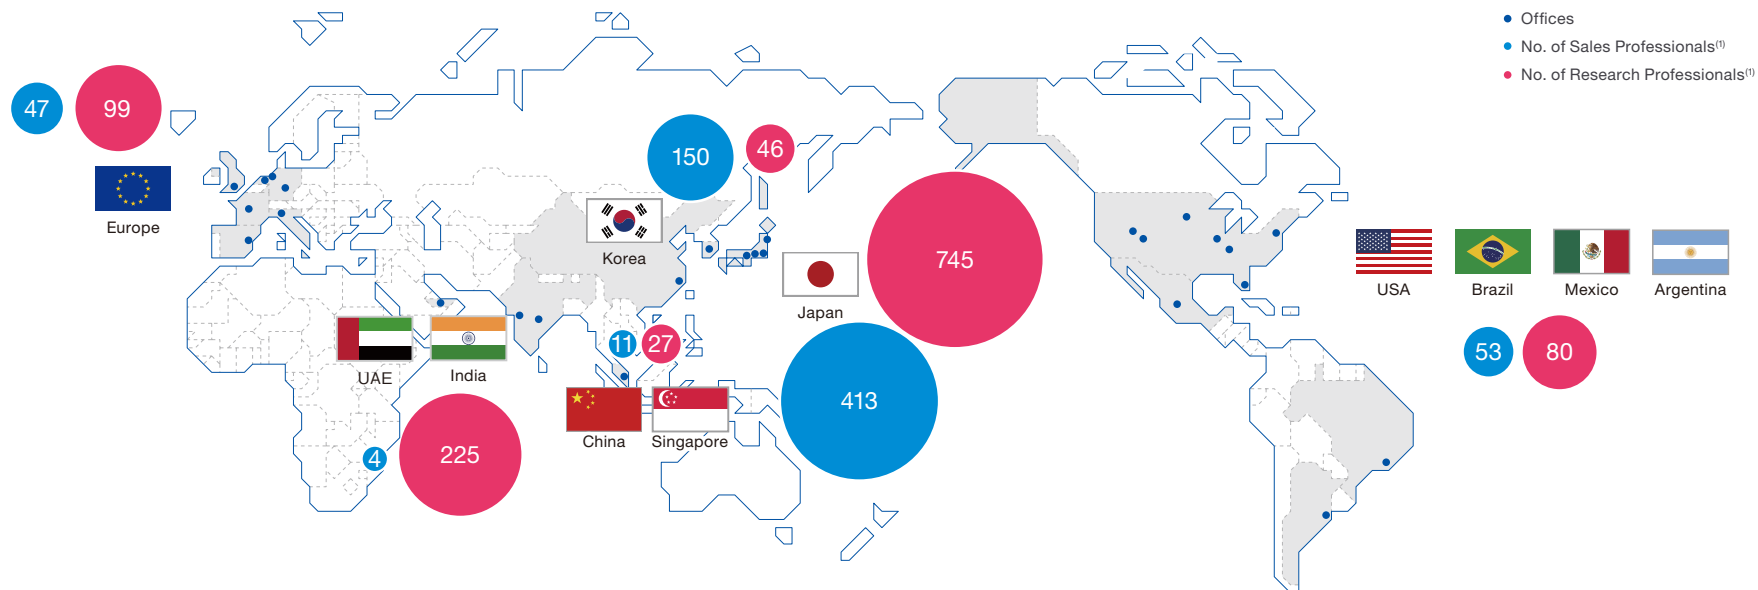 Offices
No. of Sales Professionals(1)
No. of Research Professionals(1)
47
99
Europe
150
46
Korea
745
Japan
413
USA
Brazil
Mexico
Argentina
53
80
UAE
India
11
27
China
Singapore
4
225